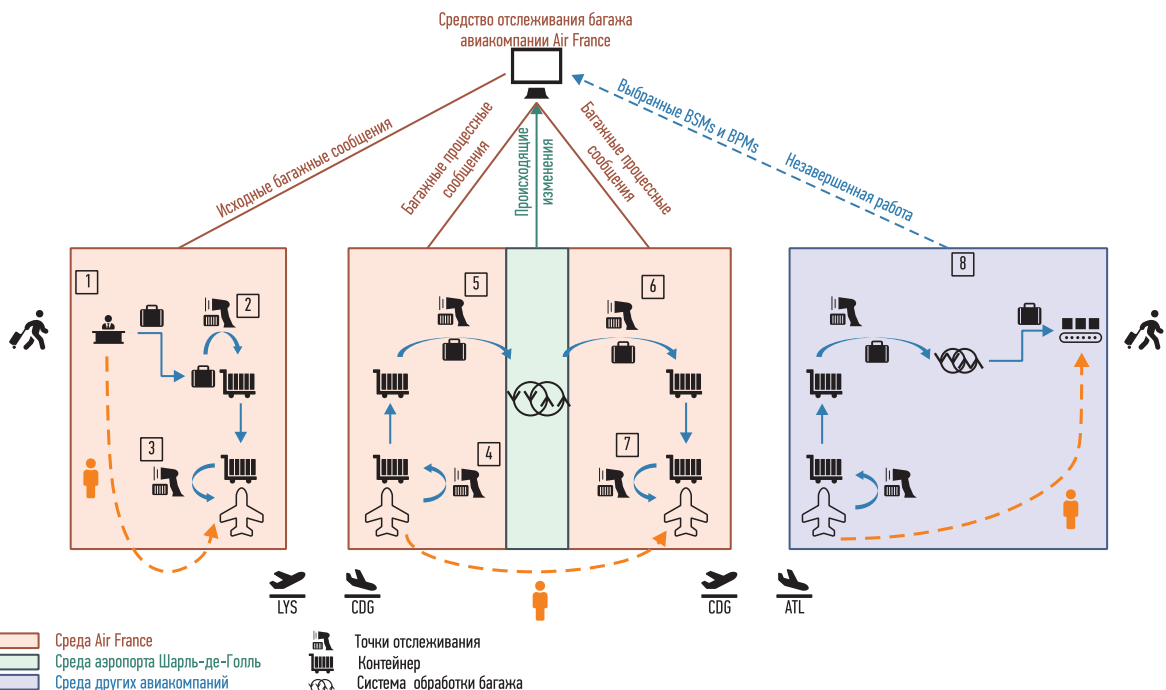 Средство отслеживания багажа
авиакомпании Air France
Исходные багажные сообщения
Багажные процессные
сообщения
Происходящие
изменения
Багажные процессные
сообщения
Выбранные BSMs и BPMs
Незавершенная работа
1
2
3
4
5
6
7
8
LYS
CDG
CDG
ATL
Среда Air France
Среда аэропорта Шарль-де-Голль
Среда других авиакомпаний
Точки отслеживания
Контейнер
Система обработки багажа